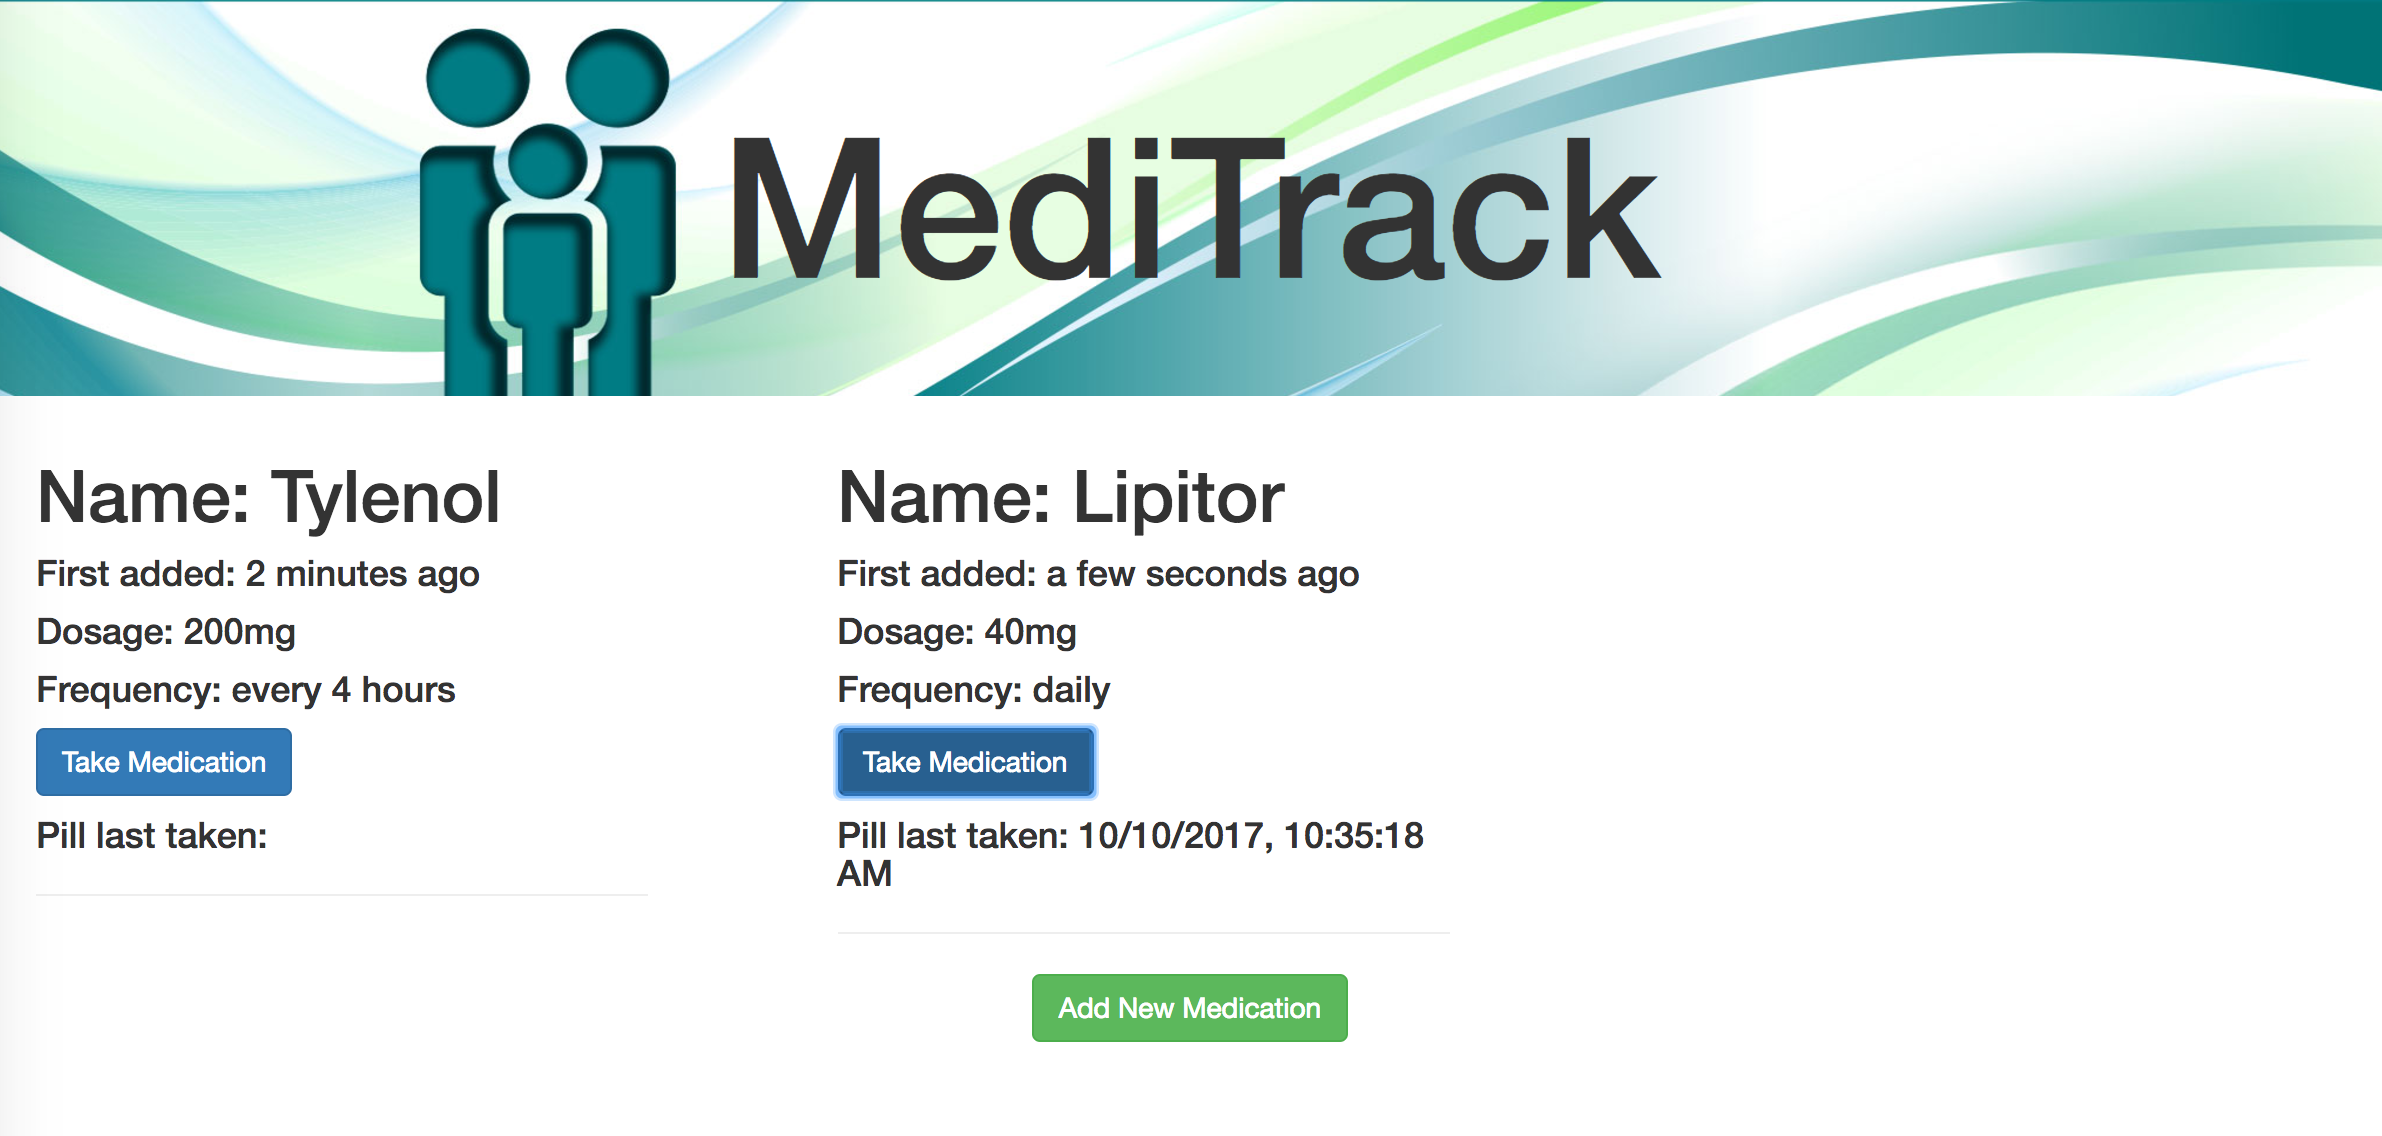 MediTrack
Name: Tylenol
First added: 2 minutes ago
Dosage: 200mg
Frequency: every 4 hours
Take Medication
Pill last taken:
Name: Lipitor
First added: a few seconds ago
Dosage: 40mg
Frequency: daily
Take Medication
Pill last taken: 10/10/2017, 10:35:18
AM
Add New Medication